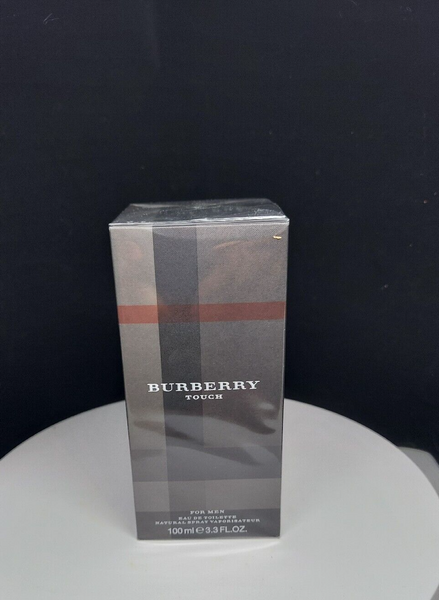 BURBERRY
TOUCH
FOR MEN
EAU DE TOILETTE
NATURAL SPRAY VAPORISATEUR
100 ml ℮ 3.3 FL.OZ.